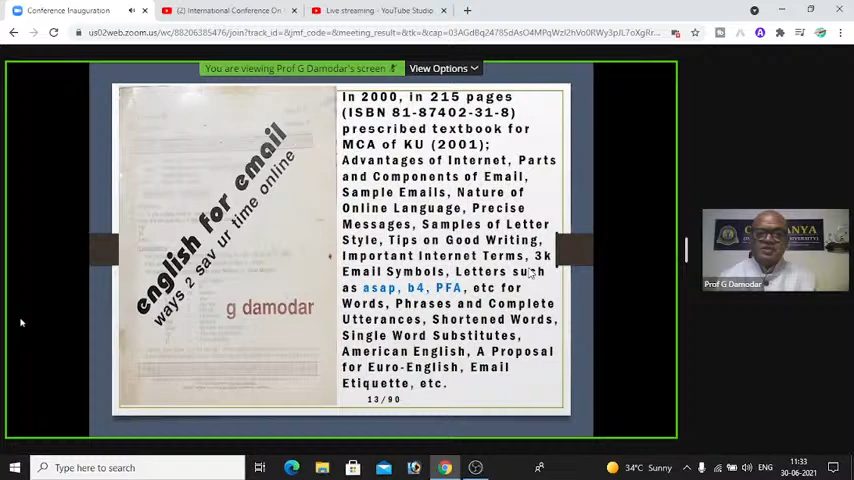 Conference Inauguration
(2) International Conference On
Live streaming - YouTube Studio
us02web.zoom.us/wc/88206385476/join?track_id=&jmf_code=&meeting_result=&tk=&cap=
You are viewing Prof G Damodar's screen
View Options
english for email
ways 2 sav ur time online
g damodar
In 2000, in 215 pages
(ISBN 81-87402-31-8)
prescribed textbook for
MCA of KU (2001);
Advantages of Internet, Parts
and Components of Email,
Sample Emails, Nature of
Online Language, Precise
Messages, Samples of Letter
Style, Tips on Good Writing,
Important Internet Terms, 3k
Email Symbols, Letters such
as asap, b4, PFA, etc for
Words, Phrases and Complete
Utterances, Shortened Words,
Single Word Substitutes,
American English, A Proposal
for Euro-English, Email
Etiquette, etc.
13/90
Prof G Damodar
Type here to search
34°C Sunny
ENG
11:33
30-06-2021